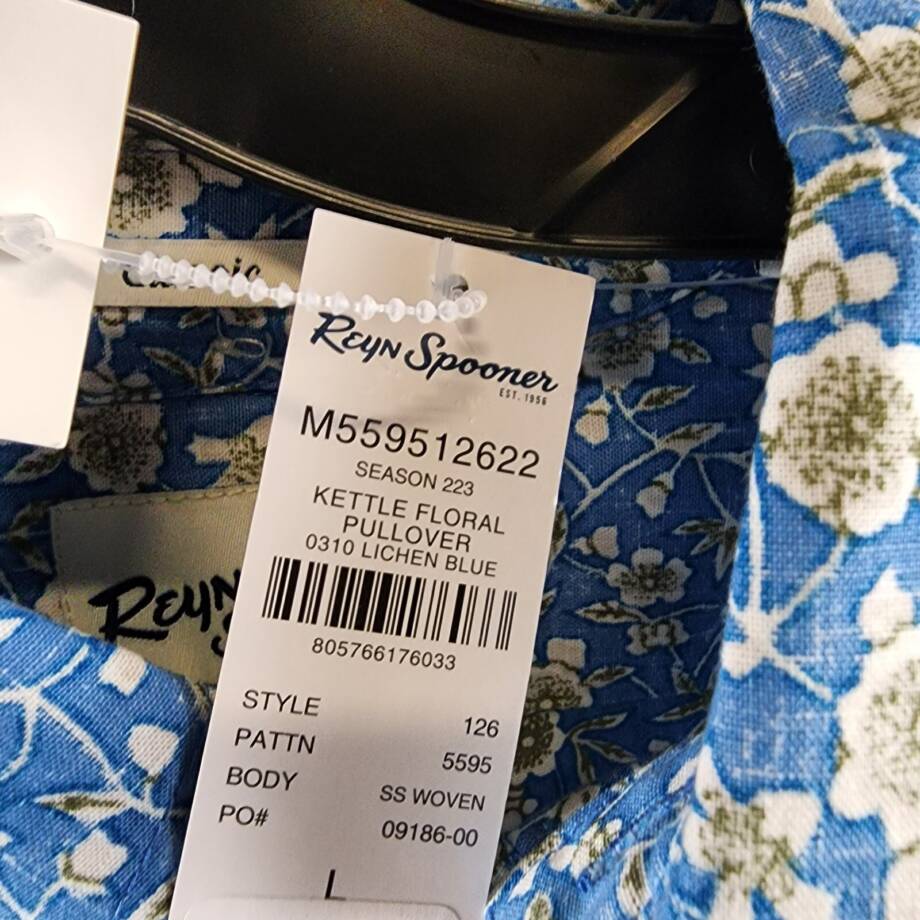 Reyn Spooner
EST. 1956
M559512622
SEASON 223
KETTLE FLORAL
PULLOVER
0310 LICHEN BLUE
805766176033
STYLE 126
PATTN 5595
BODY SS WOVEN
PO# 09186-00
L
Reyn